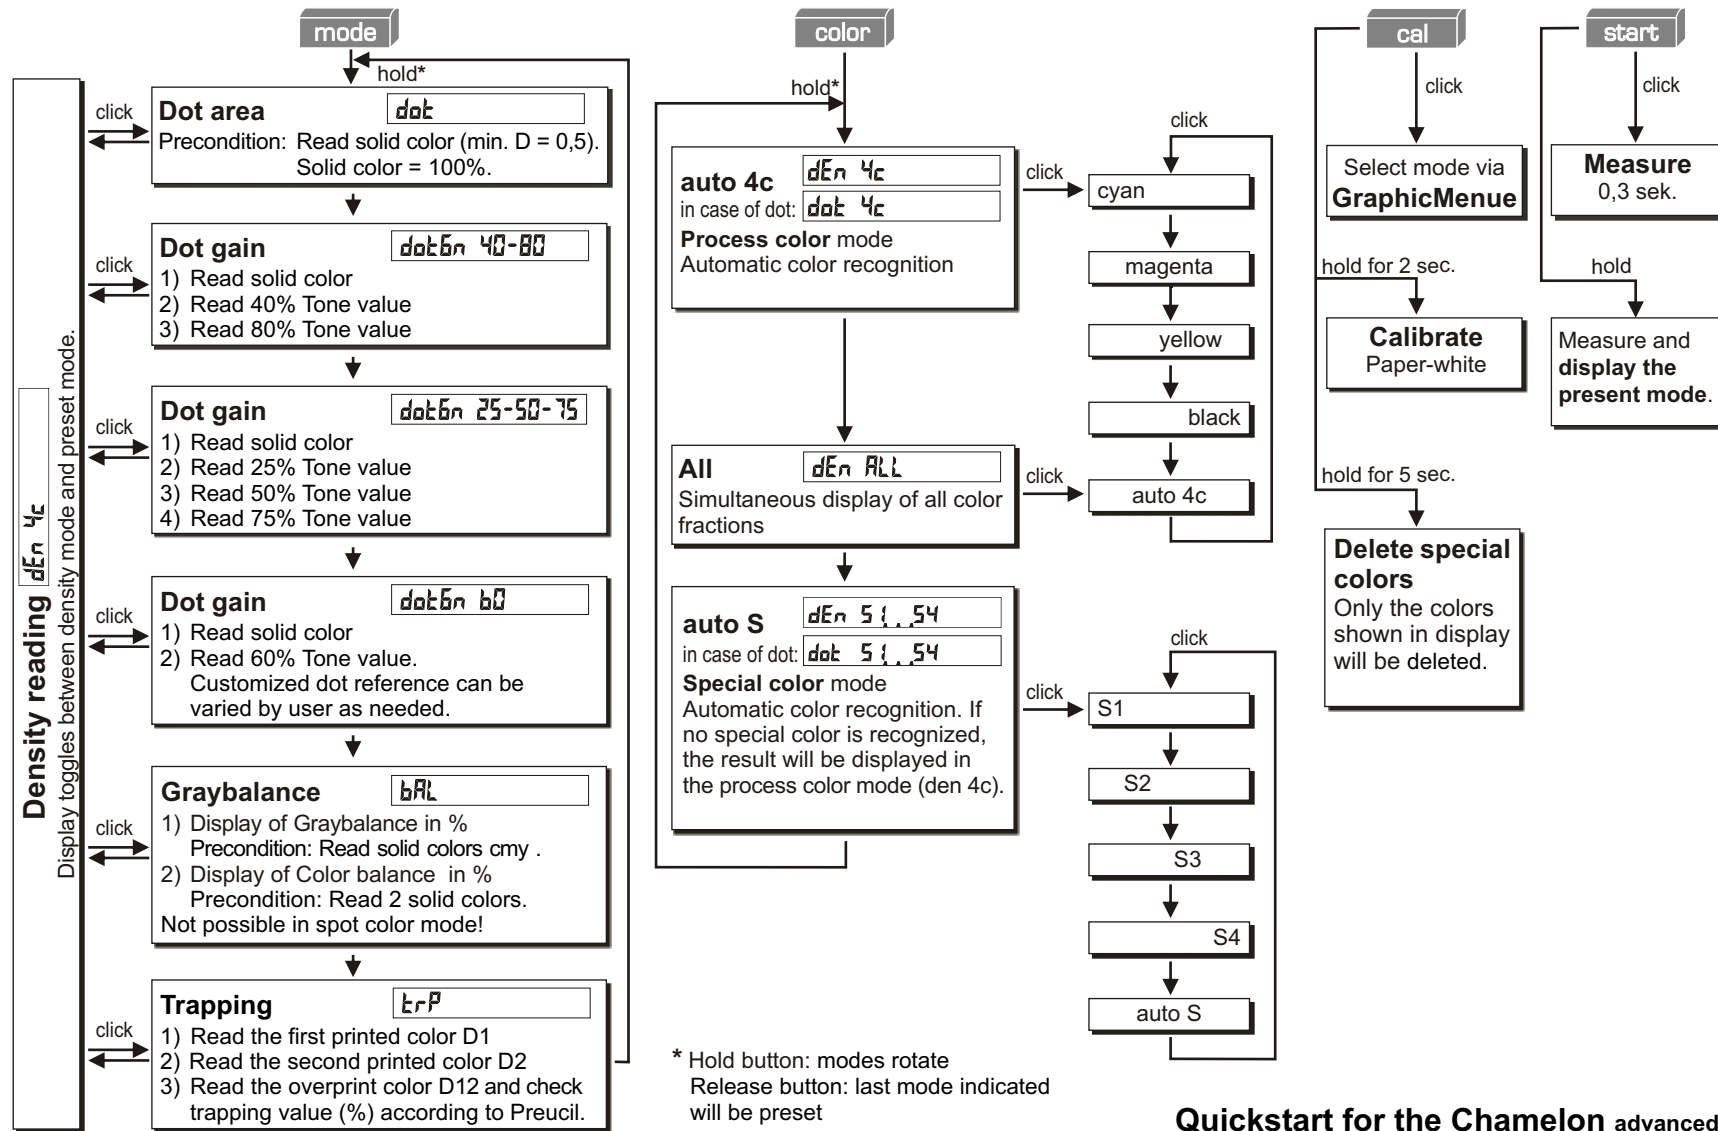 mode
hold*
Density reading dEn 4c
Display toggles between density mode and preset mode.
click
Dot area dot
Precondition: Read solid color (min. D = 0,5).
Solid color = 100%.
click
Dot gain dotGn 40-80
1) Read solid color
2) Read 40% Tone value
3) Read 80% Tone value
click
Dot gain dotGn 25-50-75
1) Read solid color
2) Read 25% Tone value
3) Read 50% Tone value
4) Read 75% Tone value
click
Dot gain dotGn 60
1) Read solid color
2) Read 60% Tone value.
Customized dot reference can be
varied by user as needed.
click
Graybalance bAL
1) Display of Graybalance in %
Precondition: Read solid colors cmy .
2) Display of Color balance in %
Precondition: Read 2 solid colors.
Not possible in spot color mode!
click
Trapping trP
1) Read the first printed color D1
2) Read the second printed color D2
3) Read the overprint color D12 and check
trapping value (%) according to Preucil.
color
hold*
auto 4c dEn 4c
in case of dot: dot 4c
Process color mode
Automatic color recognition
click
click
cyan
magenta
yellow
black
auto 4c
All dEn ALL
Simultaneous display of all color
fractions
click
auto S dEn S1..S4
in case of dot: dot S1..S4
Special color mode
Automatic color recognition. If
no special color is recognized,
the result will be displayed in
the process color mode (den 4c).
click
click
S1
S2
S3
S4
auto S
* Hold button: modes rotate
Release button: last mode indicated
will be preset
cal
click
Select mode via
GraphicMenue
hold for 2 sec.
Calibrate
Paper-white
hold for 5 sec.
Delete special
colors
Only the colors
shown in display
will be deleted.
start
click
Measure
0,3 sek.
hold
Measure and
display the
present mode.
Quickstart for the Chamelon advanced